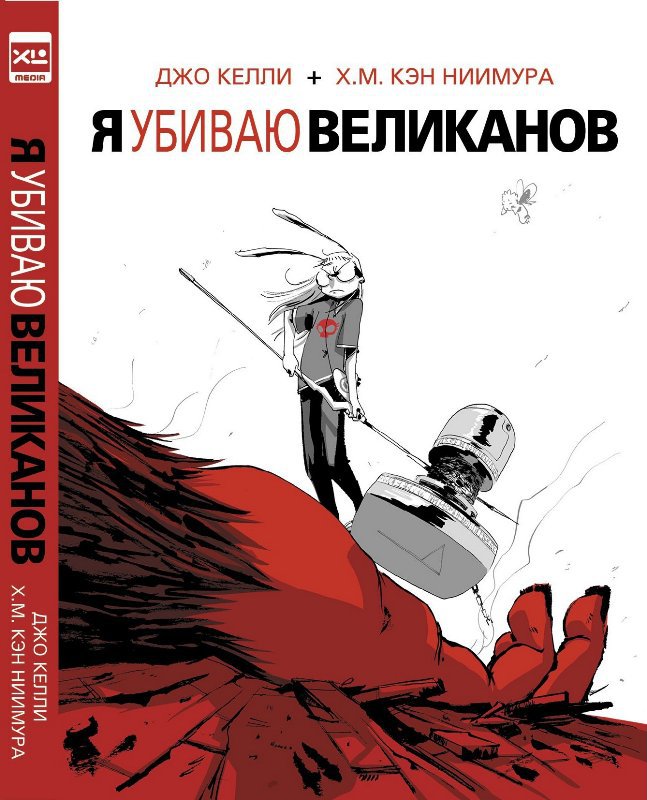 XL
MEDIA
Я УБИВАЮ ВЕЛИКАНОВ
ДЖО КЕЛЛИ
Х.М. КЭН НИИМУРА
ДЖО КЕЛЛИ + Х.М. КЭН НИИМУРА
Я УБИВАЮ ВЕЛИКАНОВ